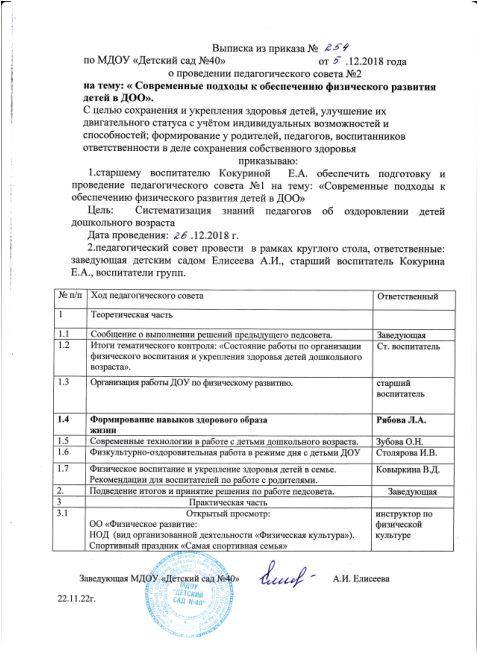 Выписка из приказа № 254
по МДОУ «Детский сад №40» от 5 .12.2018 года
о проведении педагогического совета №2
на тему: « Современные подходы к обеспечению физического развития
детей в ДОО».
С целью сохранения и укрепления здоровья детей, улучшение их
двигательного статуса с учётом индивидуальных возможностей и
способностей; формирование у родителей, педагогов, воспитанников
ответственности в деле сохранения собственного здоровья
приказываю:
1.старшему воспитателю Кокуриной Е.А. обеспечить подготовку и
проведение педагогического совета №1 на тему: «Современные подходы к
обеспечению физического развития детей в ДОО»
Цель: Систематизация знаний педагогов об оздоровлении детей
дошкольного возраста
Дата проведения: 26 .12.2018 г.
2.педагогический совет провести в рамках круглого стола, ответственные:
заведующая детским садом Елисеева А.И., старший воспитатель Кокурина
Е.А., воспитатели групп.
№ п/п Ход педагогического совета Ответственный
1 Теоретическая часть
1.1 Сообщение о выполнении решений предыдущего педсовета. Заведующая
1.2 Итоги тематического контроля: «Состояние работы по организации Ст. воспитатель
физического воспитания и укрепления здоровья детей дошкольного
возраста».
1.3 Организация работы ДОУ по физическому развитию. старший
воспитатель
1.4 Формирование навыков здорового образа Рябова Л.А.
жизни
1.5 Современные технологии в работе с детьми дошкольного возраста. Зубова О.Н.
1.6 Физкультурно-оздоровительная работа в режиме дня с детьми ДОУ Столярова И.В.
1.7 Физическое воспитание и укрепление здоровья детей в семье. Ковыркина В.Д.
Рекомендации для воспитателей по работе с родителями.
2. Подведение итогов и принятие решения по работе педсовета. Заведующая
3 Практическая часть
3.1 Открытый просмотр: инструктор по
ОО «Физическое развитие: физической
НОД (вид организованной деятельности «Физическая культура»). культуре
Спортивный праздник «Самая спортивная семья»
Заведующая МДОУ «Детский сад №40» А.И. Елисеева
МДОУ
"ДЕТСКИЙ
САД №40"
22.11.22г.